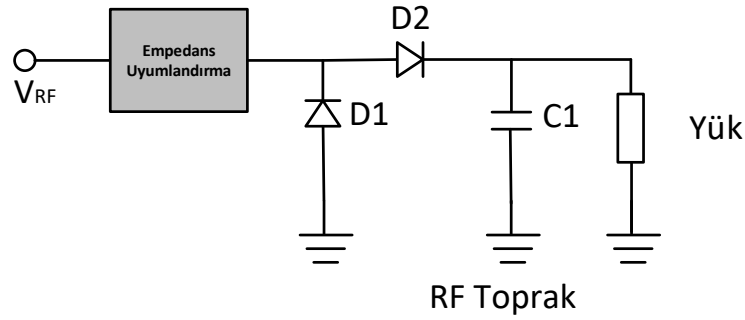 D2
Empedans
Uyumlandırma
VRF
D1
C1
Yük
RF Toprak